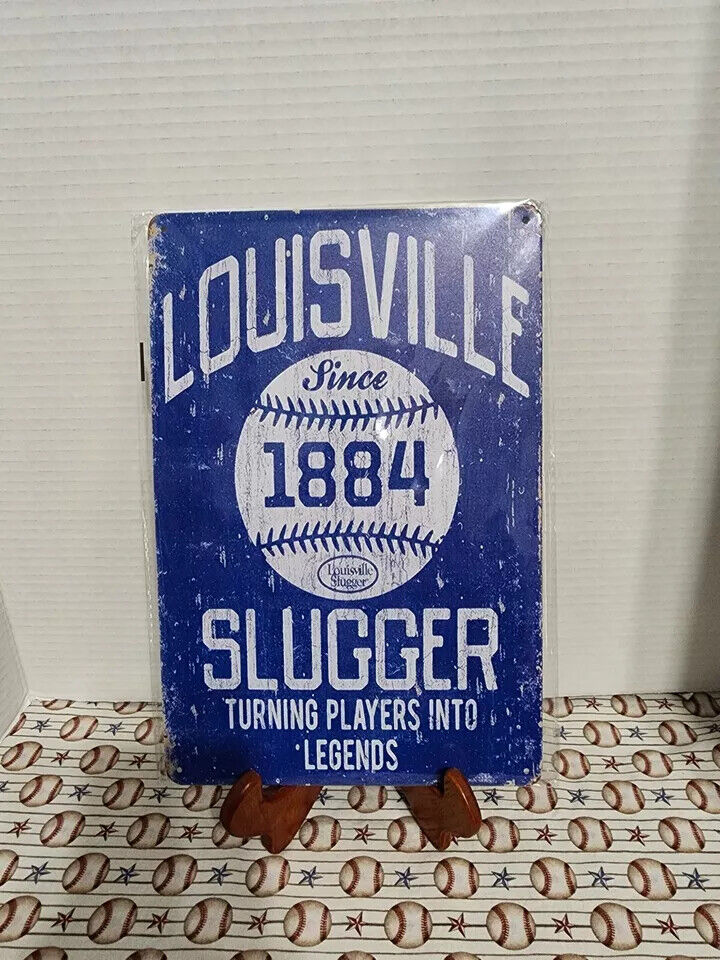 LOUISVILLE
Since
1884
Louisville
Slugger
SLUGGER
TURNING PLAYERS INTO
LEGENDS